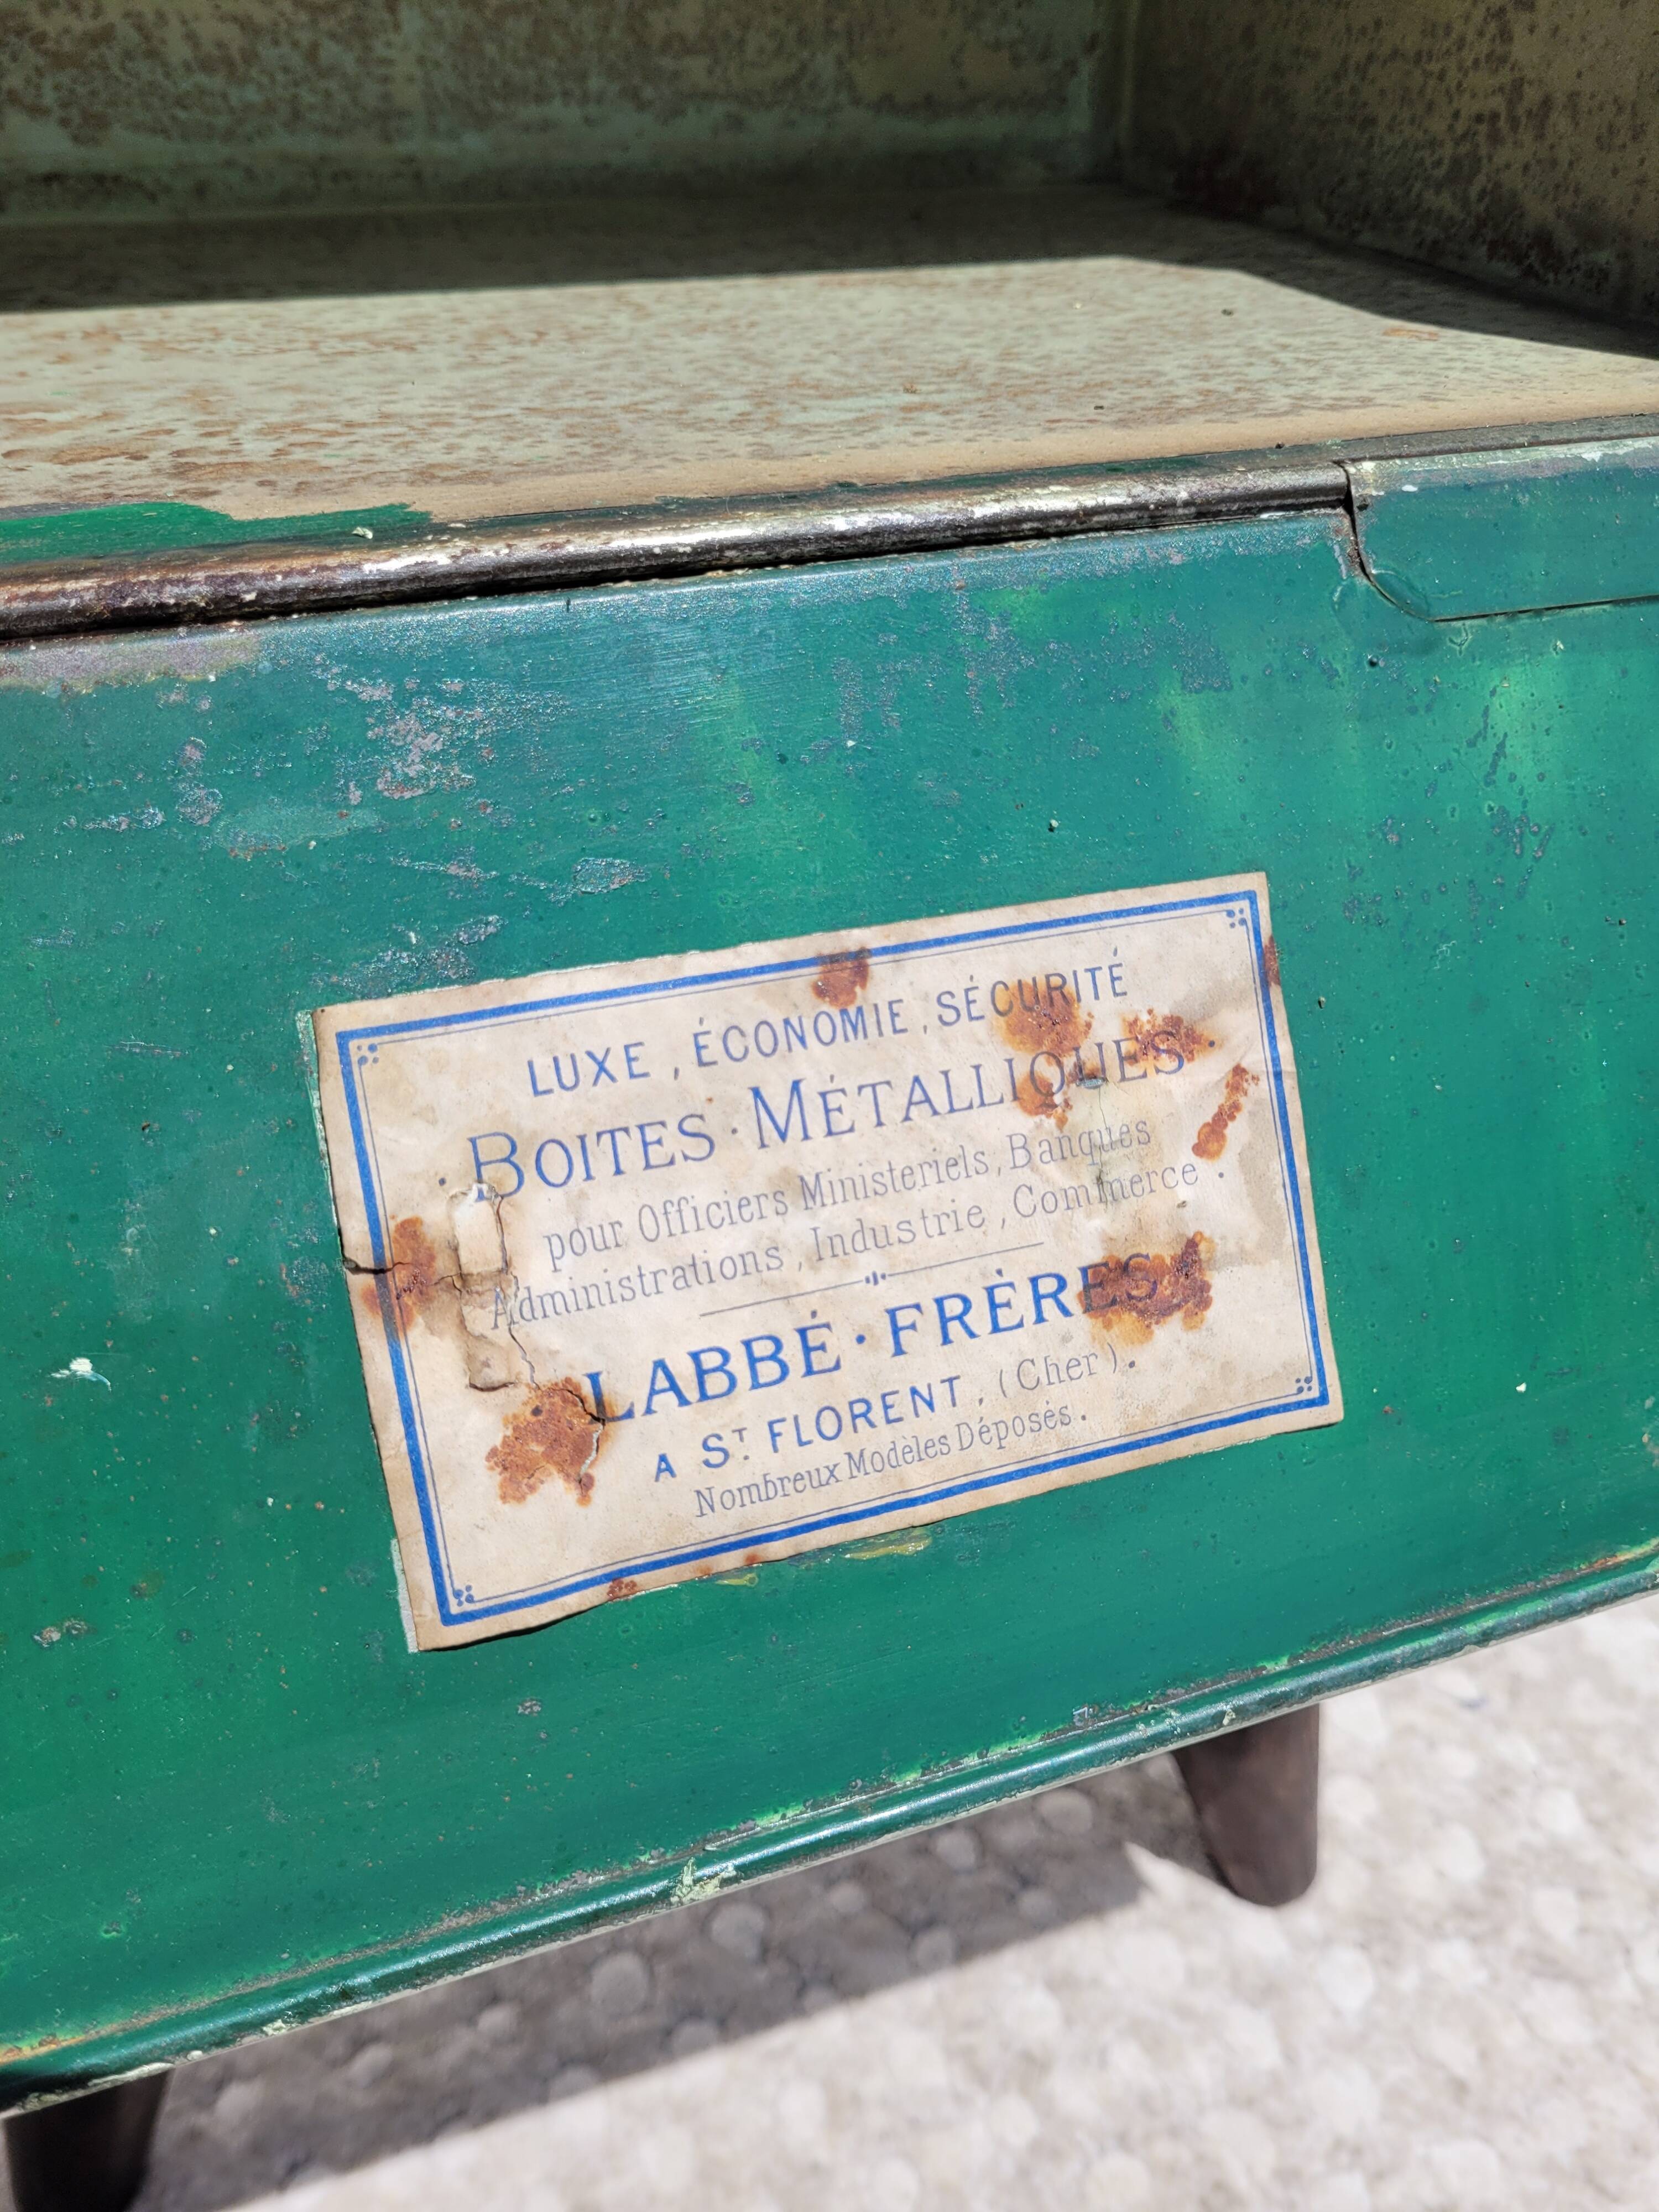 LUXE, ÉCONOMIE, SÉCURITÉ
· BOITES · MÉTALLIQUES ·
pour Officiers Ministeriels, Banques
Administrations, Industrie, Commerce.
LABBÉ · FRÈRES
A ST. FLORENT, (Cher).
Nombreux Modèles Déposés.